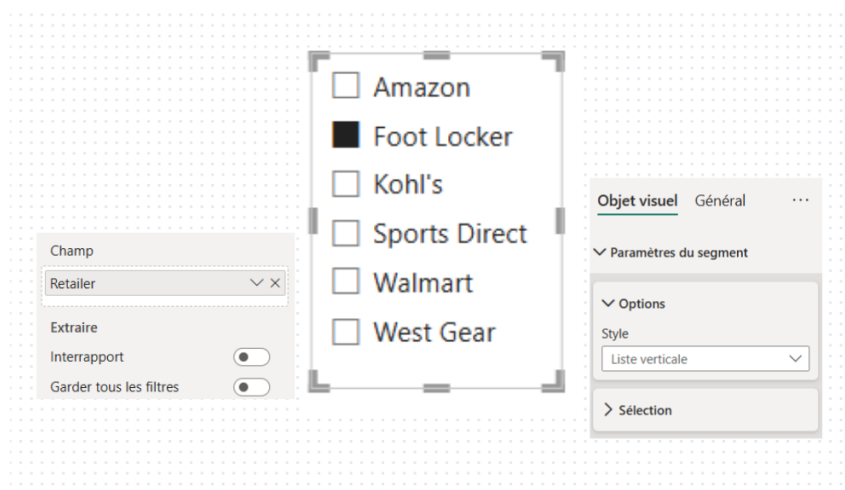 Amazon
Foot Locker
Kohl's
Sports Direct
Walmart
West Gear
Champ
Retailer
Extraire
Interrapport
Garder tous les filtres
Objet visuel Général ...
Paramètres du segment
Options
Style
Liste verticale
Sélection